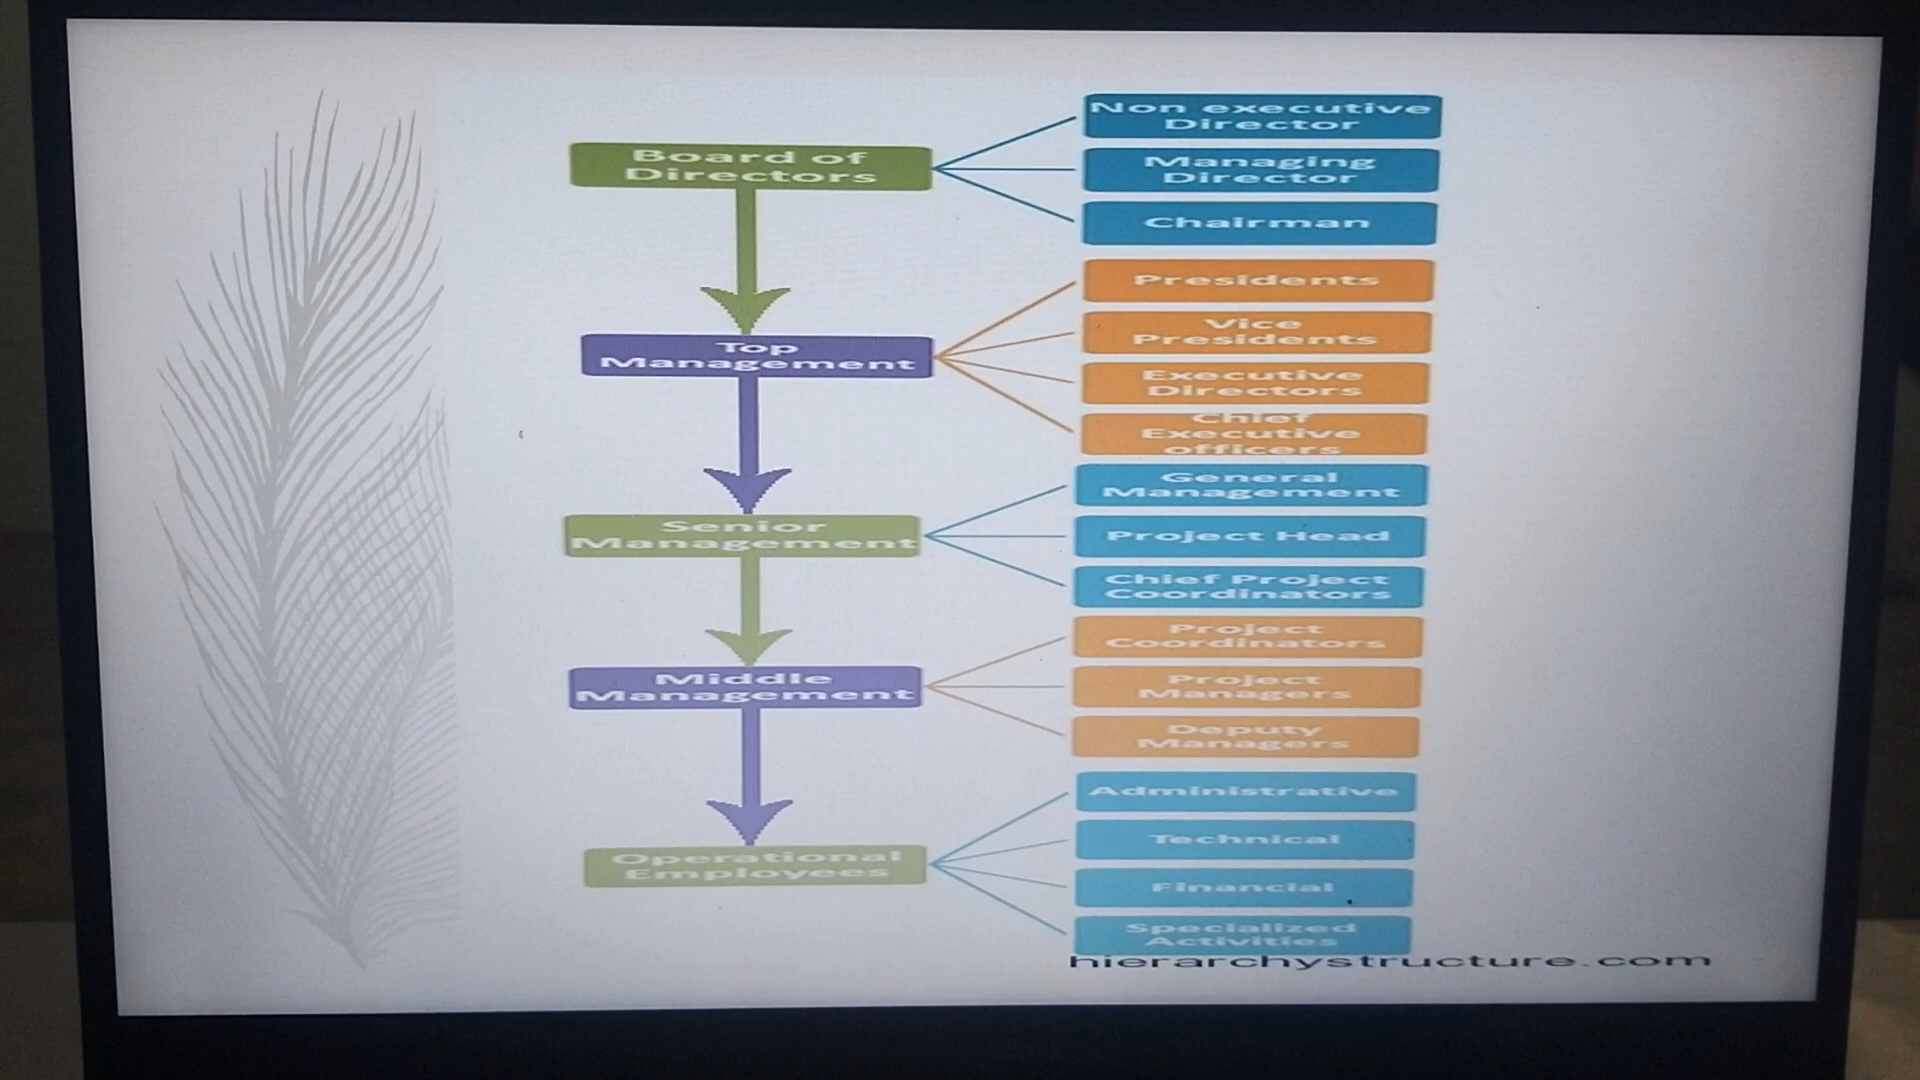 Board of
Directors
Non executive
Director
Managing
Director
Chairman
Top
Management
Presidents
Vice
Presidents
Executive
Directors
Chief
Executive
officers
Senior
Management
General
Management
Project Head
Chief Project
Coordinators
Middle
Management
Project
Coordinators
Project
Managers
Deputy
Managers
Operational
Employees
Administrative
Technical
Financial
Specialized
Activities
hierarchystructure.com